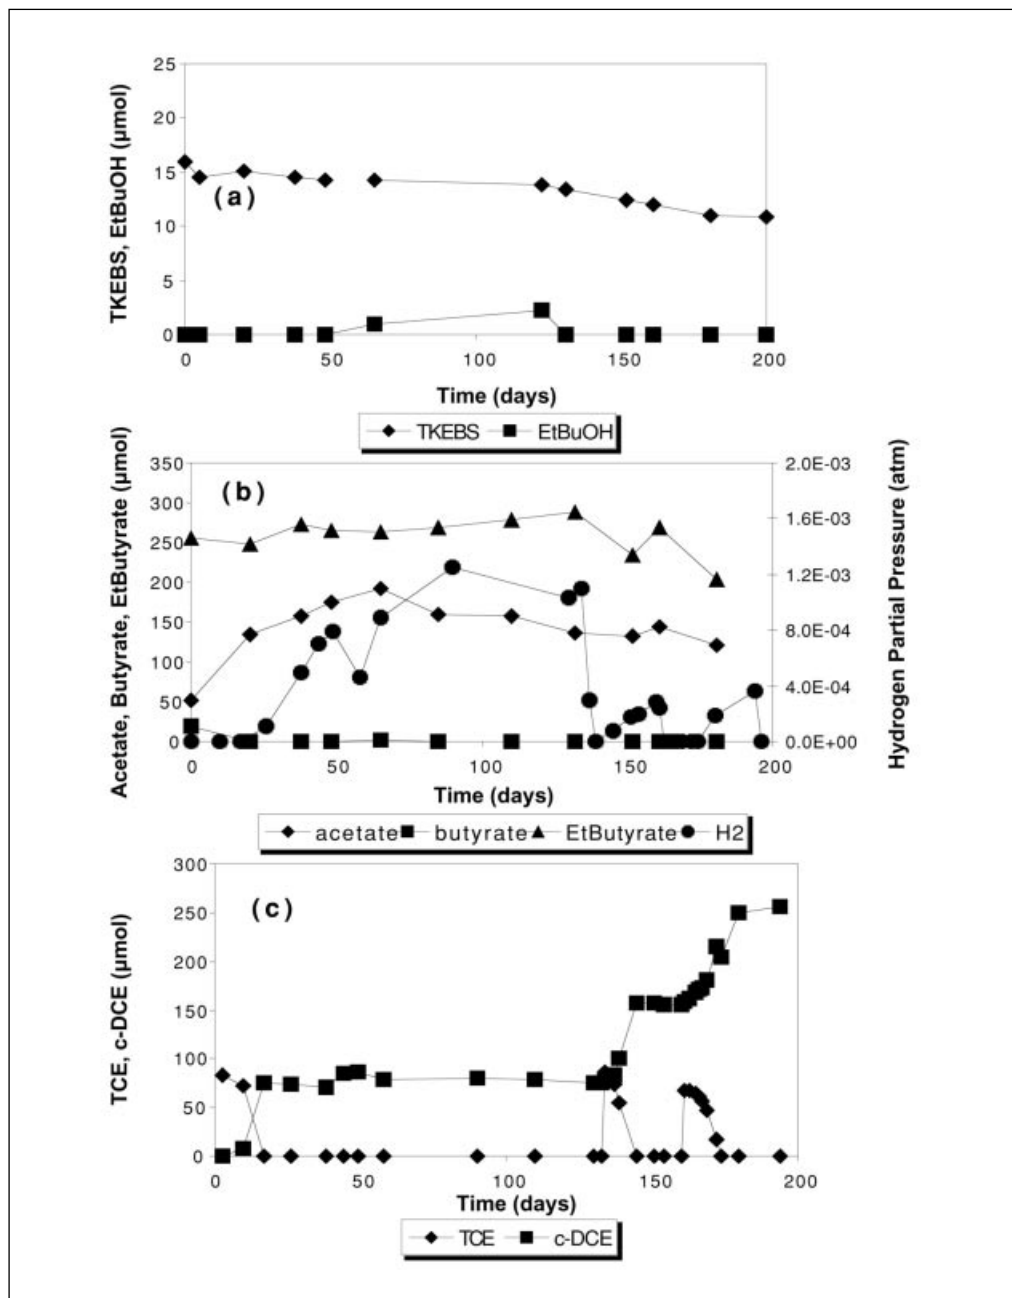 TKEBS, EtBuOH (µmol)
25
20
15
10
5
0
(a)
0 50 100 150 200
Time (days)
TKEBS EtBuOH
Acetate, Butyrate, EtButyrate (µmol)
350
300
250
200
150
100
50
0
(b)
2.0E-03
1.6E-03
1.2E-03
8.0E-04
4.0E-04
0.0E+00
Hydrogen Partial Pressure (atm)
0 50 100 150 200
Time (days)
acetate butyrate EtButyrate H2
TCE, c-DCE (µmol)
300
250
200
150
100
50
0
(c)
0 50 100 150 200
Time (days)
TCE c-DCE